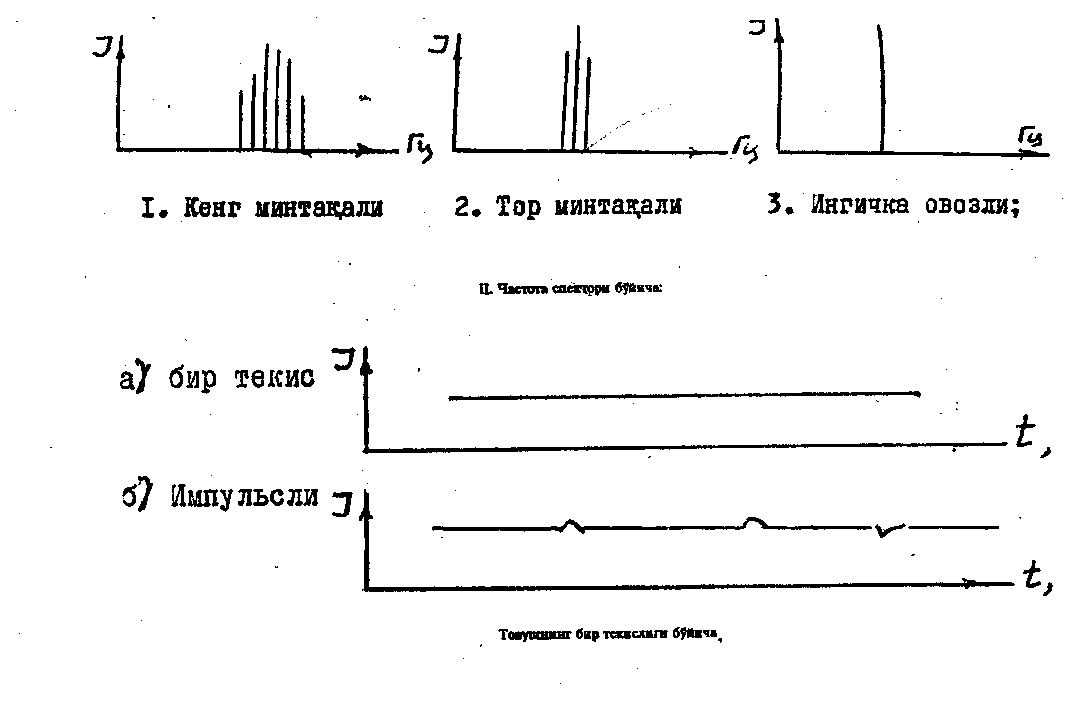 J J J
Гц Гц Гц
1. Кенг минтақали 2. Тор минтақали 3. Ингичка овозли;
II. Частота спектори бўйича:
а) бир текис J
t,
б) Импульсли J
t,
Товушнинг бир текислиги бўйича,